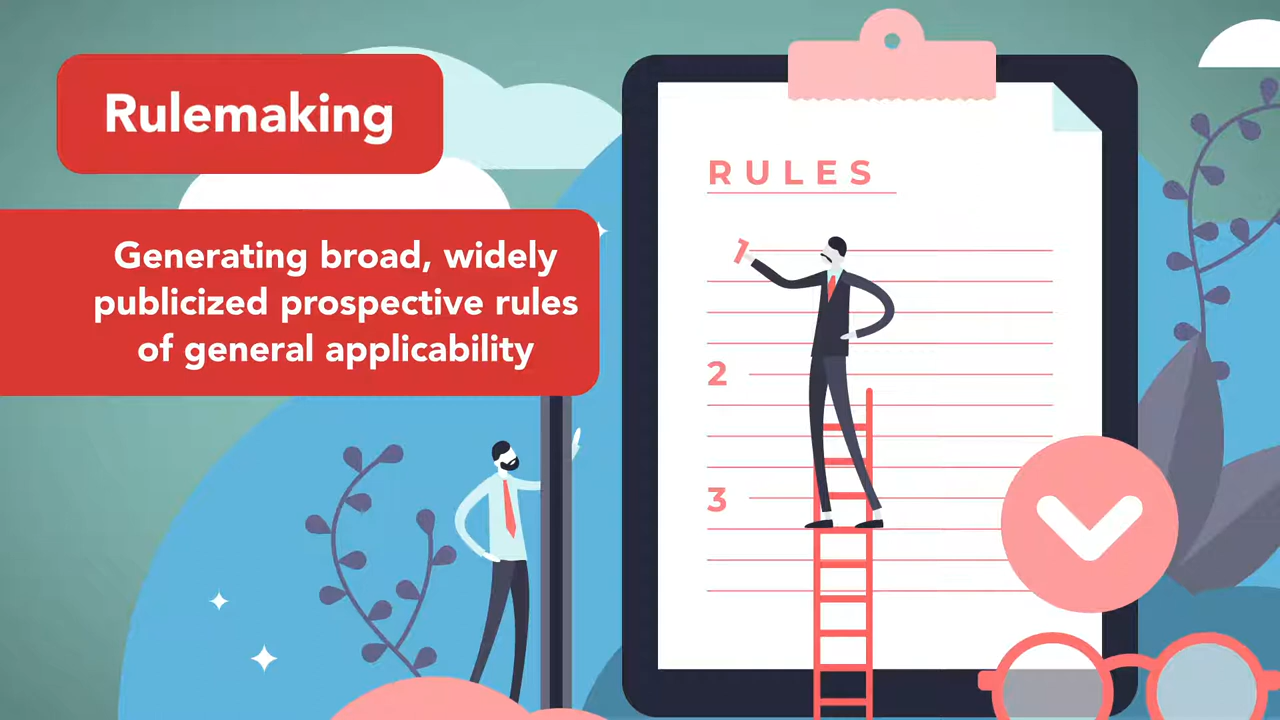 Rulemaking
Generating broad, widely
publicized prospective rules
of general applicability
RULES
1
2
3